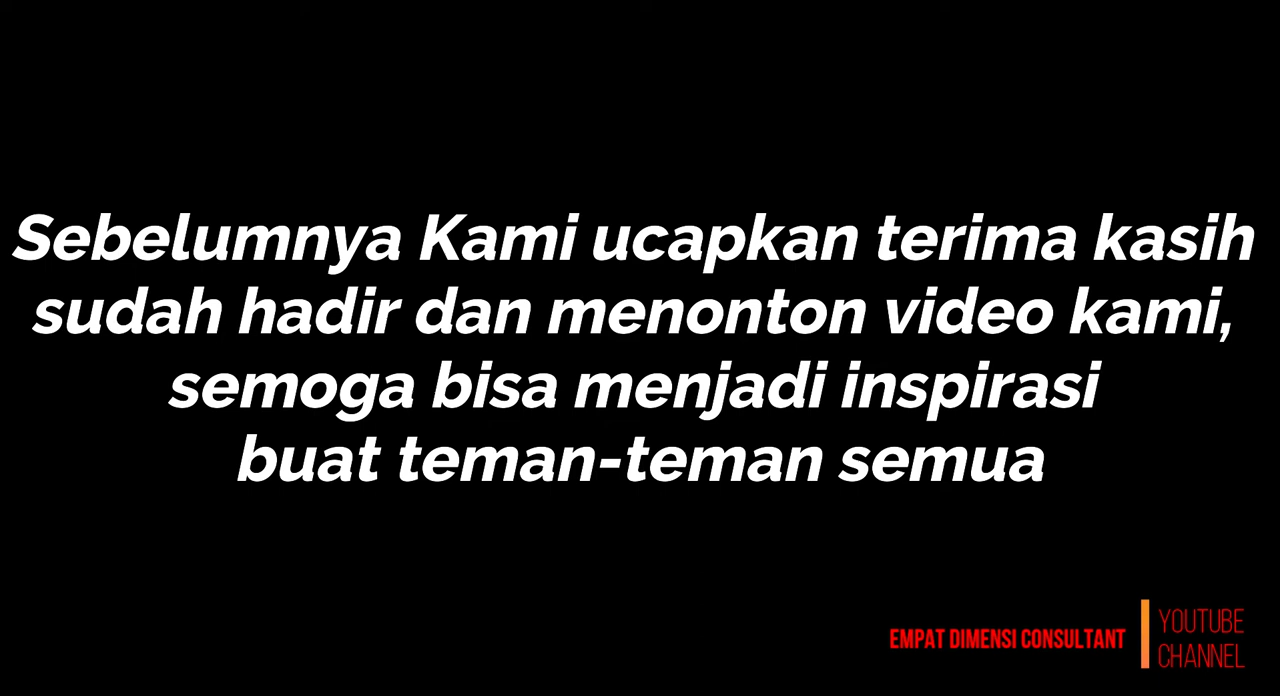 Sebelumnya Kami ucapkan terima kasih
sudah hadir dan menonton video kami,
semoga bisa menjadi inspirasi
buat teman-teman semua
EMPAT DIMENSI CONSULTANT
YOUTUBE
CHANNEL